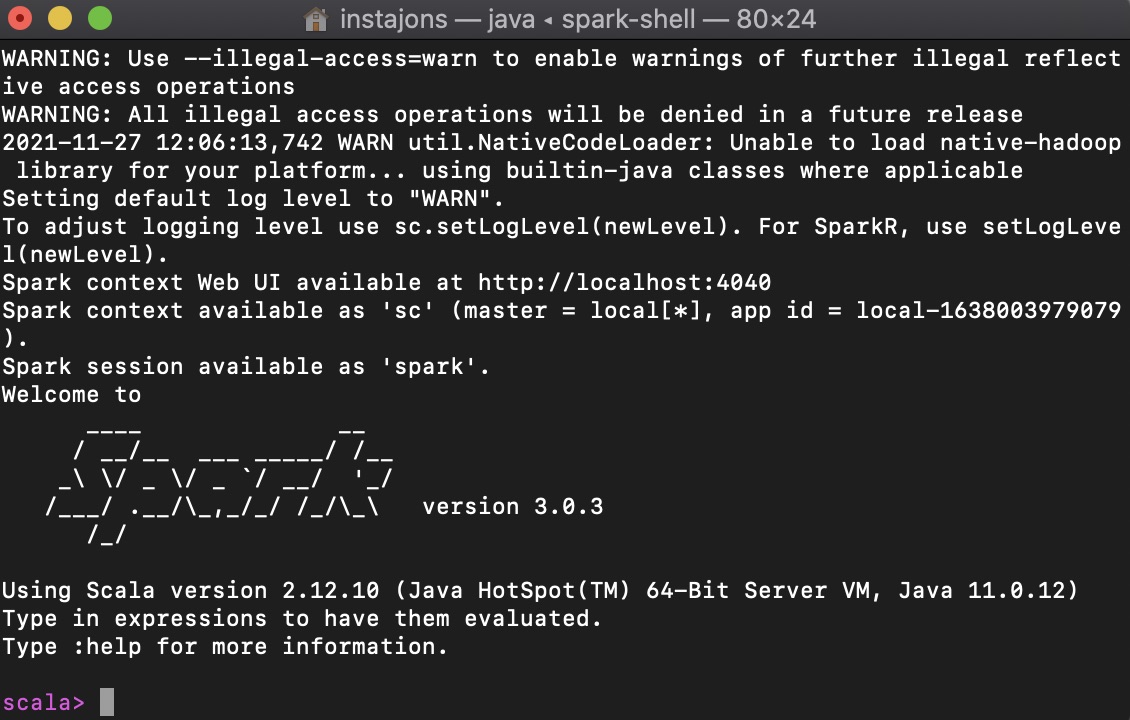 instajons — java ◂ spark-shell — 80×24
WARNING: Use --illegal-access=warn to enable warnings of further illegal reflect
ive access operations
WARNING: All illegal access operations will be denied in a future release
2021-11-27 12:06:13,742 WARN util.NativeCodeLoader: Unable to load native-hadoop
 library for your platform... using builtin-java classes where applicable
Setting default log level to "WARN".
To adjust logging level use sc.setLogLevel(newLevel). For SparkR, use setLogLeve
l(newLevel).
Spark context Web UI available at http://localhost:4040
Spark context available as 'sc' (master = local[*], app id = local-1638003979079
).
Spark session available as 'spark'.
Welcome to
      ____              __
     / __/__  ___ _____/ /__
    _\ \/ _ \/ _ `/ __/  '_/
   /___/ .__/\_,_/_/ /_/\_\   version 3.0.3
      /_/
Using Scala version 2.12.10 (Java HotSpot(TM) 64-Bit Server VM, Java 11.0.12)
Type in expressions to have them evaluated.
Type :help for more information.
scala>